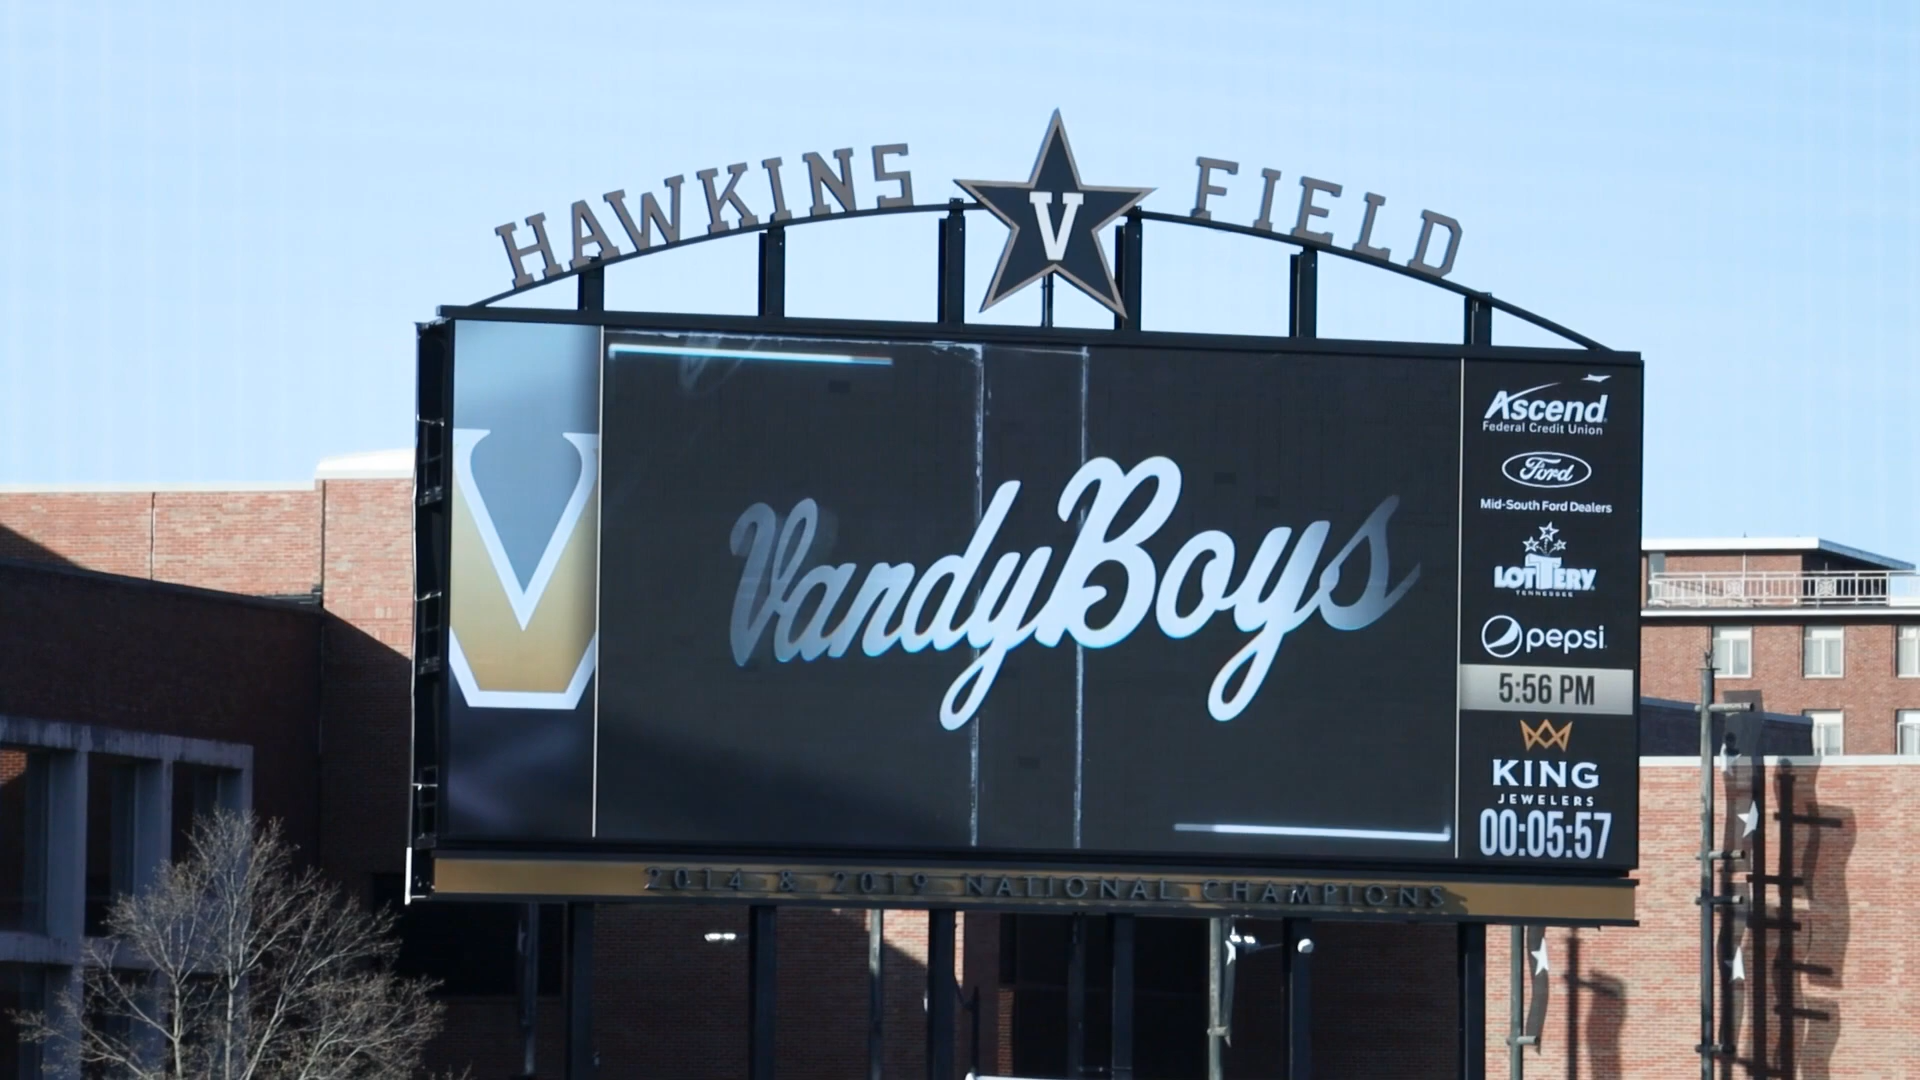 HAWKINS FIELD
V
V
VandyBoys
Ascend
Federal Credit Union
Ford
Mid-South Ford Dealers
LOTTERY
TENNESSEE
pepsi
5:56 PM
KING
JEWELERS
00:05:57
2014 & 2019 NATIONAL CHAMPIONS